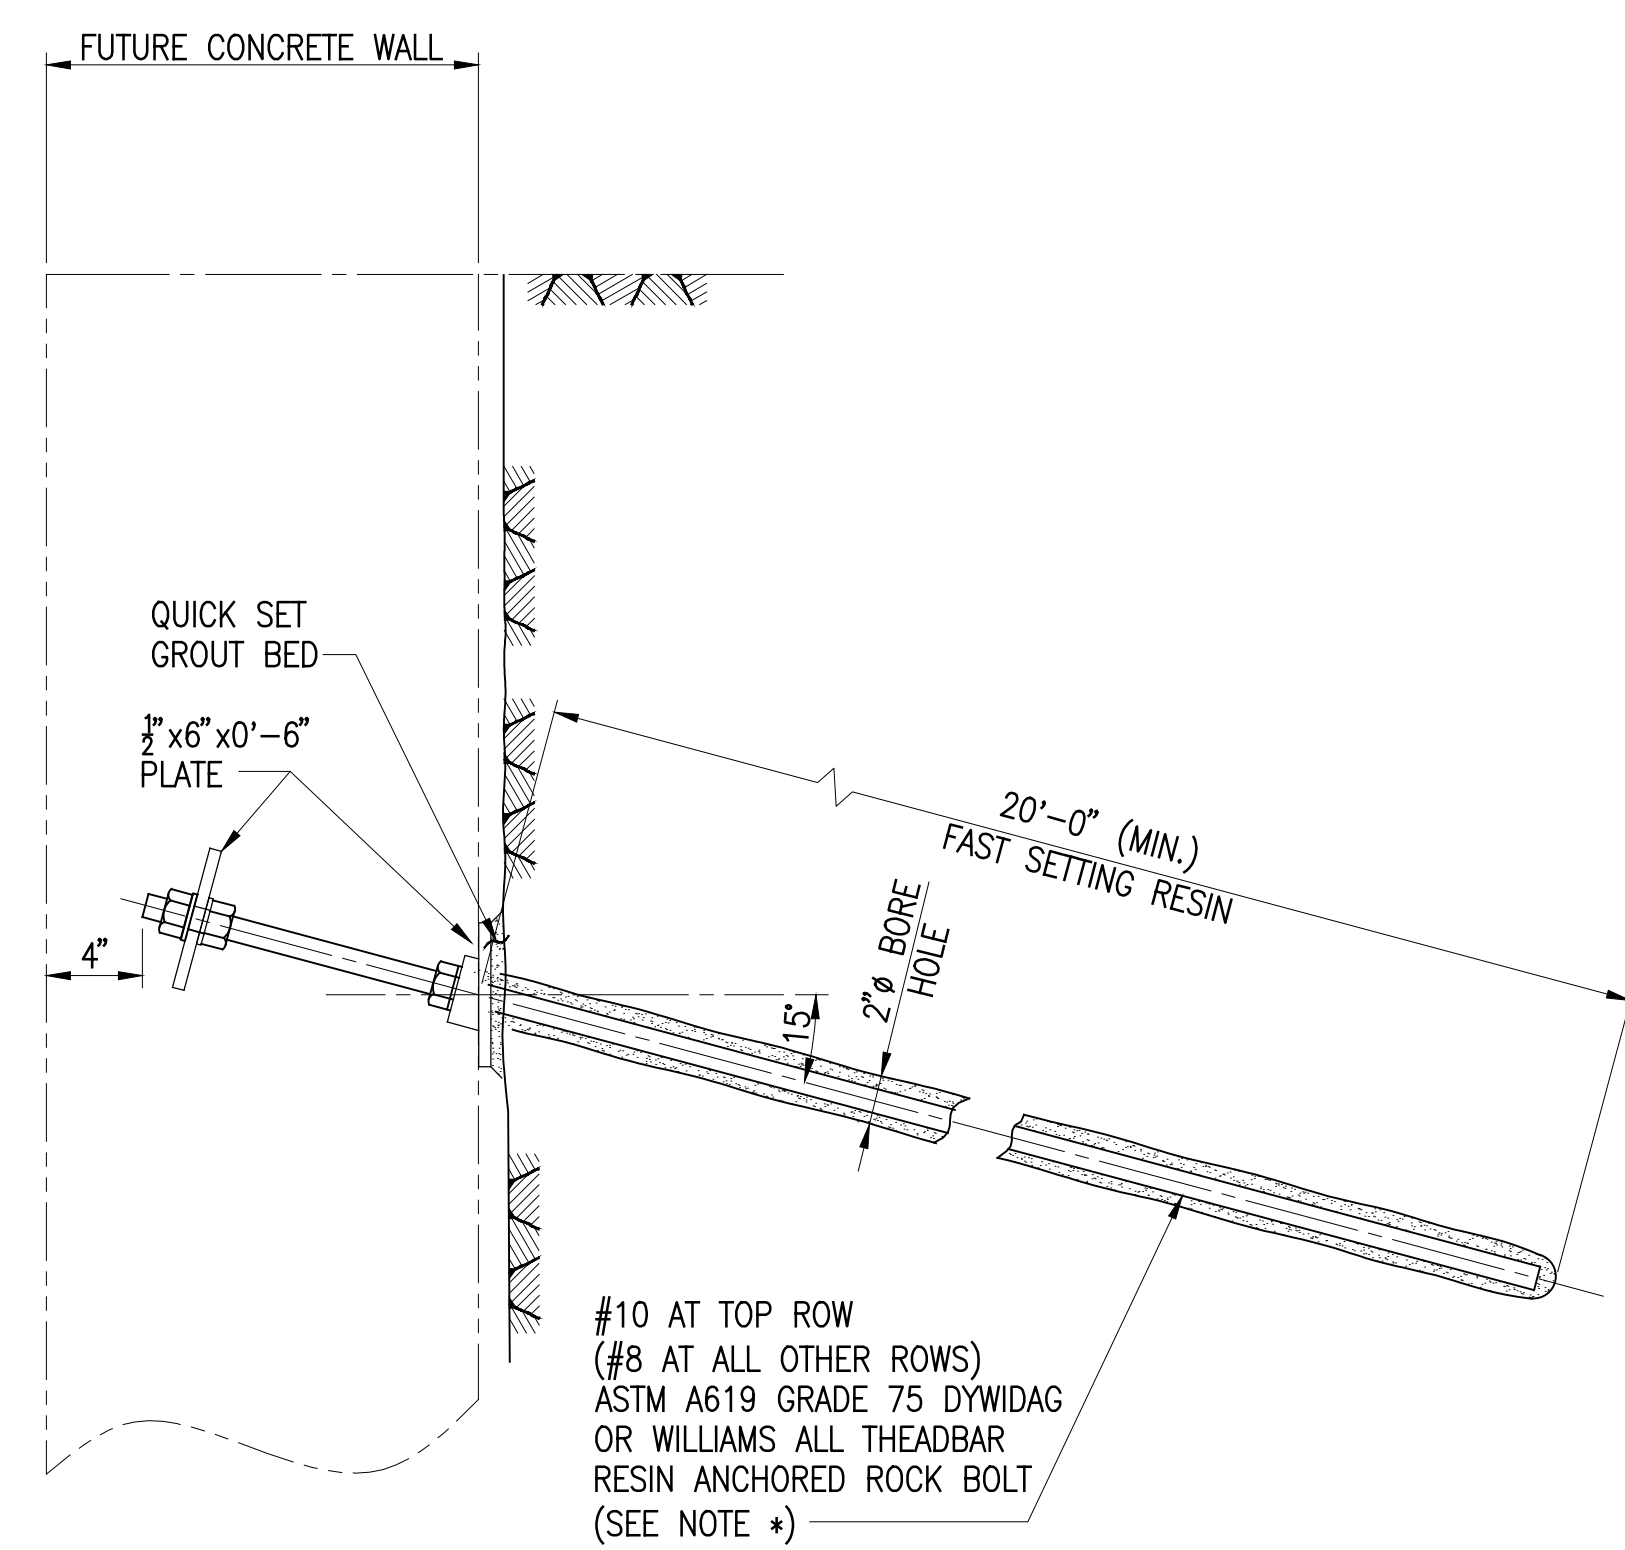 FUTURE CONCRETE WALL
QUICK SET
GROUT BED
½"x6"x0'-6"
PLATE
4"
20'-0" (MIN.)
FAST SETTING RESIN
2"ø BORE
HOLE
15°
#10 AT TOP ROW
(#8 AT ALL OTHER ROWS)
ASTM A619 GRADE 75 DYWIDAG
OR WILLIAMS ALL THEADBAR
RESIN ANCHORED ROCK BOLT
(SEE NOTE *)